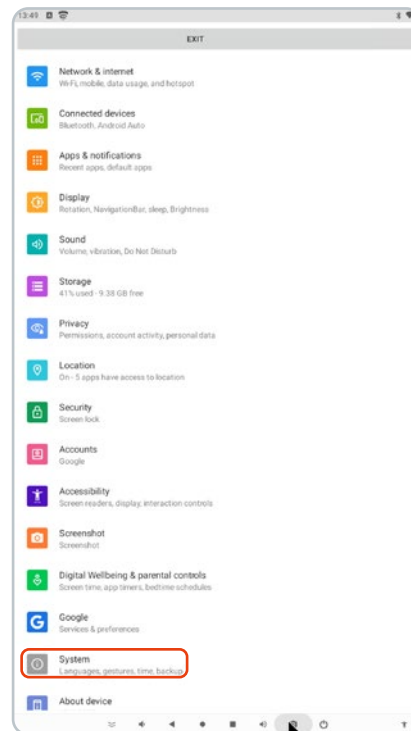 13:49
EXIT
Network & internet
Wi-Fi, mobile, data usage, and hotspot
Connected devices
Bluetooth, Android Auto
Apps & notifications
Recent apps, default apps
Display
Rotation, NavigationBar, sleep, Brightness
Sound
Volume, vibration, Do Not Disturb
Storage
41% used - 9.38 GB free
Privacy
Permissions, account activity, personal data
Location
On - 5 apps have access to location
Security
Screen lock
Accounts
Google
Accessibility
Screen readers, display, interaction controls
Screenshot
Screenshot
Digital Wellbeing & parental controls
Screen time, app timers, bedtime schedules
Google
Services & preferences
System
Languages, gestures, time, backup
About device